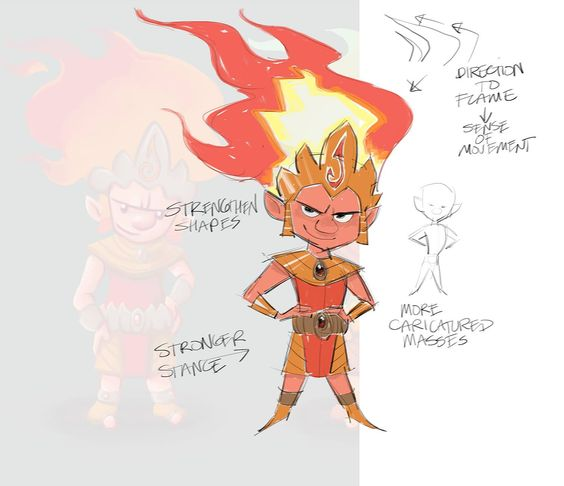 DIRECTION
TO
FLAME
SENSE
OF
MOVEMENT
STRENGTHEN
SHAPES
MORE
CARICATURED
MASSES
STRONGER
STANCE